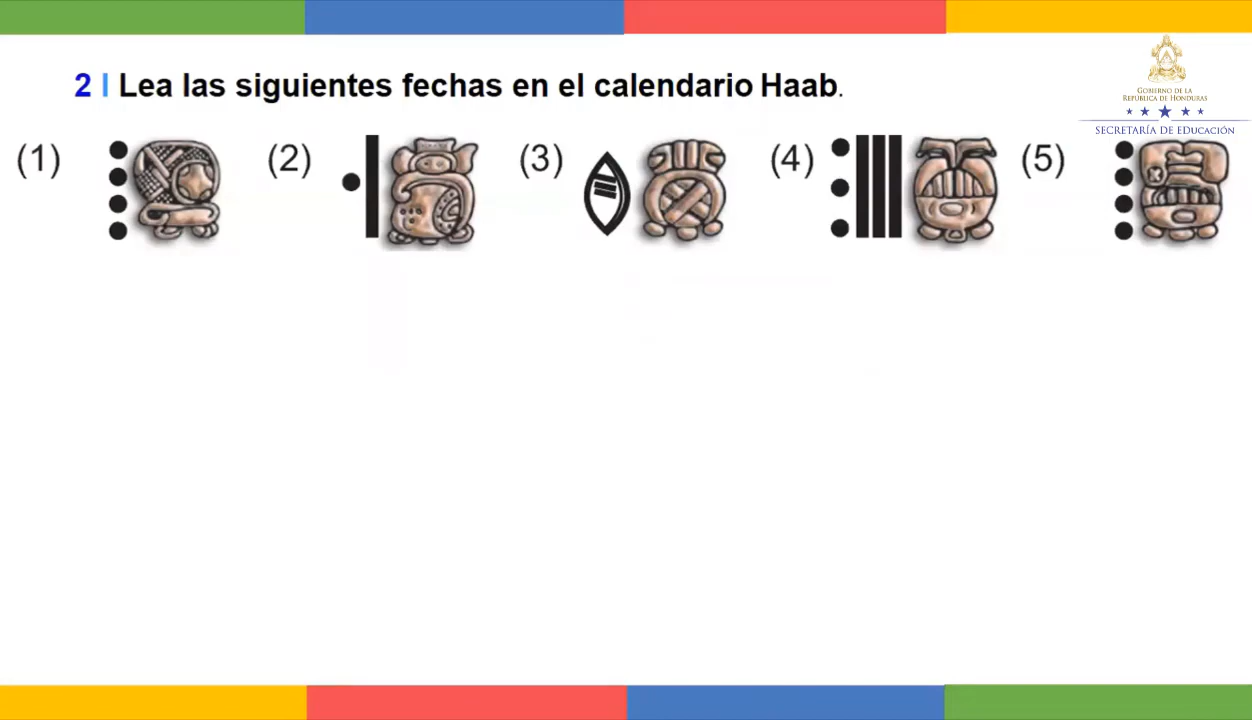 2 | Lea las siguientes fechas en el calendario Haab.
GOBIERNO DE LA
REPÚBLICA DE HONDURAS
SECRETARÍA DE EDUCACIÓN
(1) (2) (3) (4) (5)